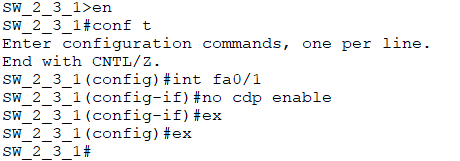 SW_2_3_1>en
SW_2_3_1#conf t
Enter configuration commands, one per line.
End with CNTL/Z.
SW_2_3_1(config)#int fa0/1
SW_2_3_1(config-if)#no cdp enable
SW_2_3_1(config-if)#ex
SW_2_3_1(config)#ex
SW_2_3_1#